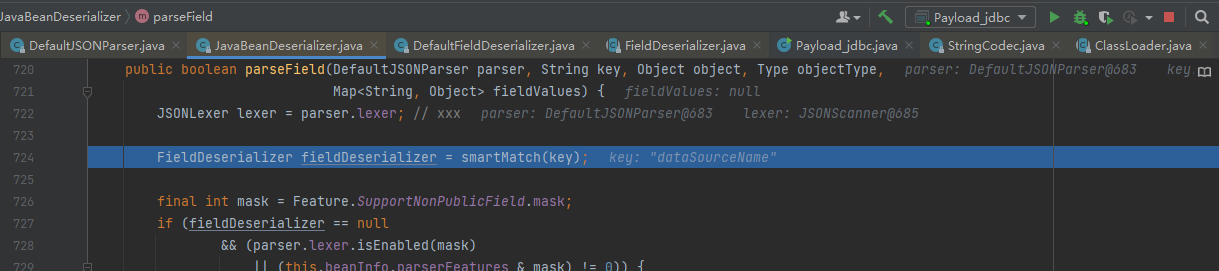 JavaBeanDeserializer parseField Payload_jdbc
DefaultJSONParser.java JavaBeanDeserializer.java DefaultFieldDeserializer.java FieldDeserializer.java Payload_jdbc.java StringCodec.java ClassLoader.java
720 public boolean parseField(DefaultJSONParser parser, String key, Object object, Type objectType, parser: DefaultJSONParser@683 key
721 Map<String, Object> fieldValues) { fieldValues: null
722 JSONLexer lexer = parser.lexer; // xxx parser: DefaultJSONParser@683 lexer: JSONScanner@685
723
724 FieldDeserializer fieldDeserializer = smartMatch(key); key: "dataSourceName"
725
726 final int mask = Feature.SupportNonPublicField.mask;
727 if (fieldDeserializer == null
728 && (parser.lexer.isEnabled(mask)
729 || (this.beanInfo.parserFeatures & mask) != 0)) {